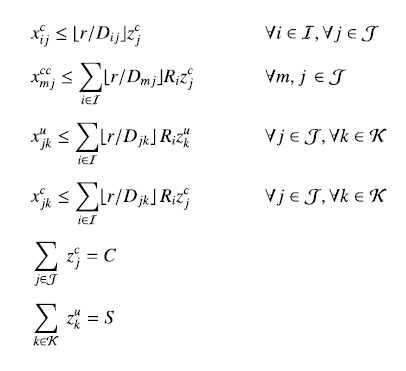 x^c_{ij} ≤ ⌊r/D_{ij}⌋z^c_j ∀i ∈ ℐ, ∀j ∈ 𝒥
x^{cc}_{mj} ≤ ∑_{i∈ℐ} ⌊r/D_{mj}⌋R_i z^c_j ∀m, j ∈ 𝒥
x^u_{jk} ≤ ∑_{i∈ℐ} ⌊r/D_{jk}⌋ R_i z^u_k ∀j ∈ 𝒥, ∀k ∈ 𝒦
x^c_{jk} ≤ ∑_{i∈ℐ} ⌊r/D_{jk}⌋ R_i z^c_j ∀j ∈ 𝒥, ∀k ∈ 𝒦
∑_{j∈𝒥} z^c_j = C
∑_{k∈𝒦} z^u_k = S